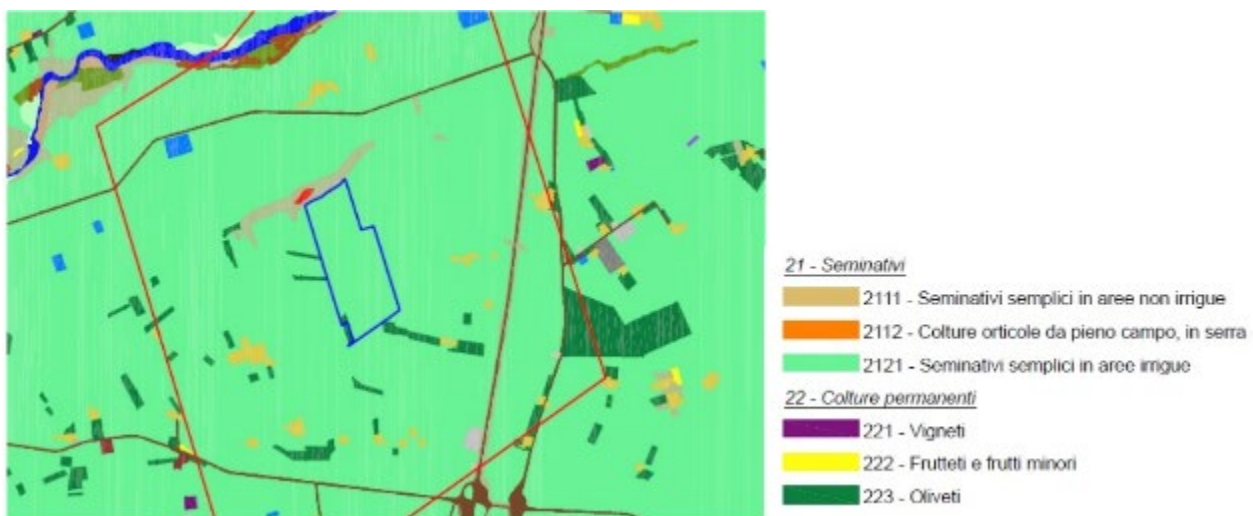 21 - Seminativi
2111 - Seminativi semplici in aree non irrigue
2112 - Colture orticole da pieno campo, in serra
2121 - Seminativi semplici in aree irrigue
22 - Colture permanenti
221 - Vigneti
222 - Frutteti e frutti minori
223 - Oliveti